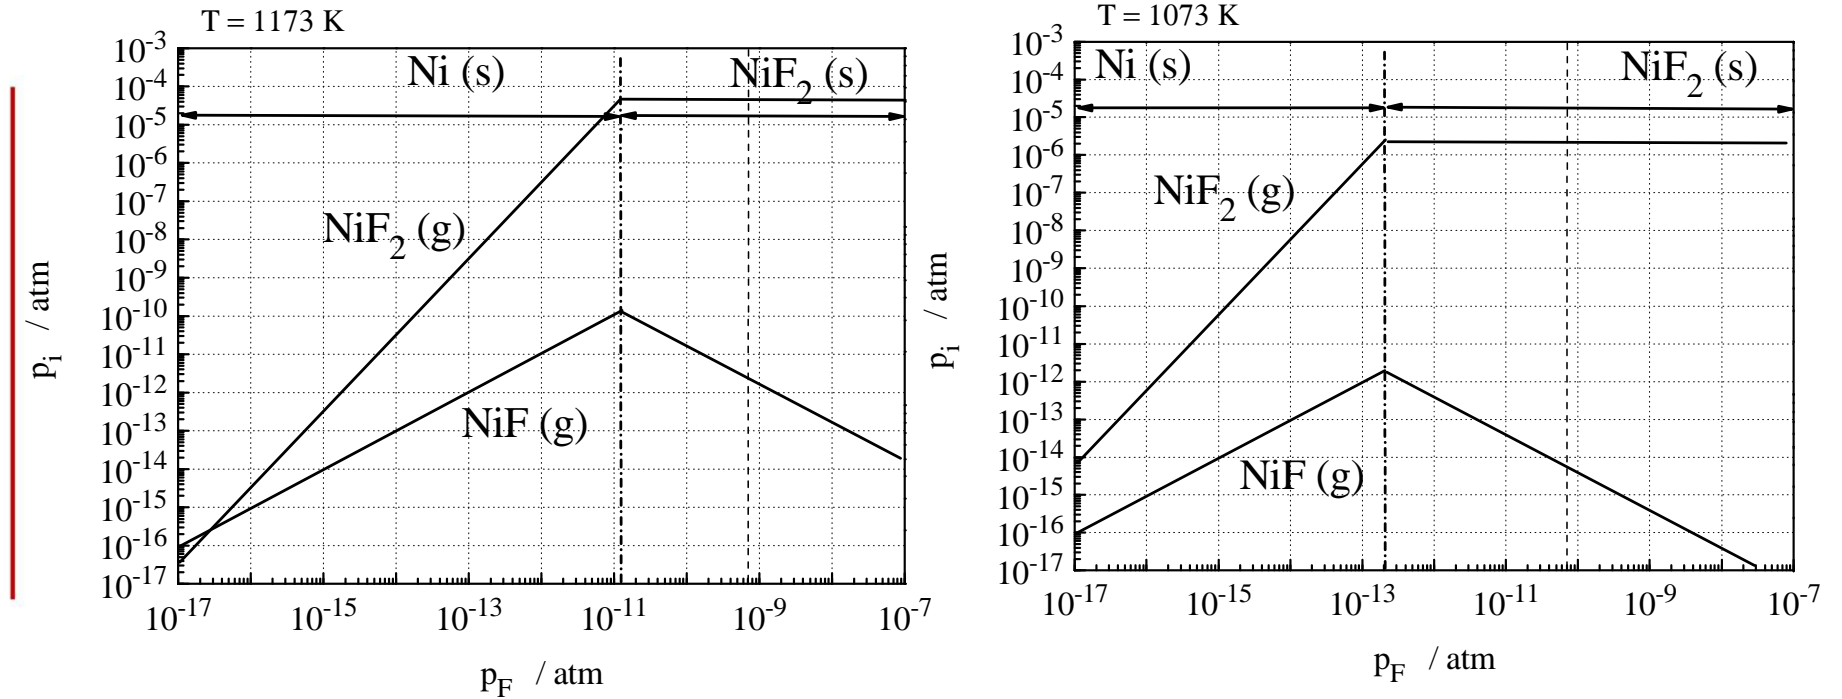 T = 1173 K
10⁻³
10⁻⁴
10⁻⁵
10⁻⁶
10⁻⁷
10⁻⁸
10⁻⁹
10⁻¹⁰
10⁻¹¹
10⁻¹²
10⁻¹³
10⁻¹⁴
10⁻¹⁵
10⁻¹⁶
10⁻¹⁷
pᵢ / atm
Ni (s)
NiF₂ (s)
NiF₂ (g)
NiF (g)
10⁻¹⁷ 10⁻¹⁵ 10⁻¹³ 10⁻¹¹ 10⁻⁹ 10⁻⁷
p_F / atm
T = 1073 K
10⁻³
10⁻⁴
10⁻⁵
10⁻⁶
10⁻⁷
10⁻⁸
10⁻⁹
10⁻¹⁰
10⁻¹¹
10⁻¹²
10⁻¹³
10⁻¹⁴
10⁻¹⁵
10⁻¹⁶
10⁻¹⁷
pᵢ / atm
Ni (s)
NiF₂ (s)
NiF₂ (g)
NiF (g)
10⁻¹⁷ 10⁻¹⁵ 10⁻¹³ 10⁻¹¹ 10⁻⁹ 10⁻⁷
p_F / atm